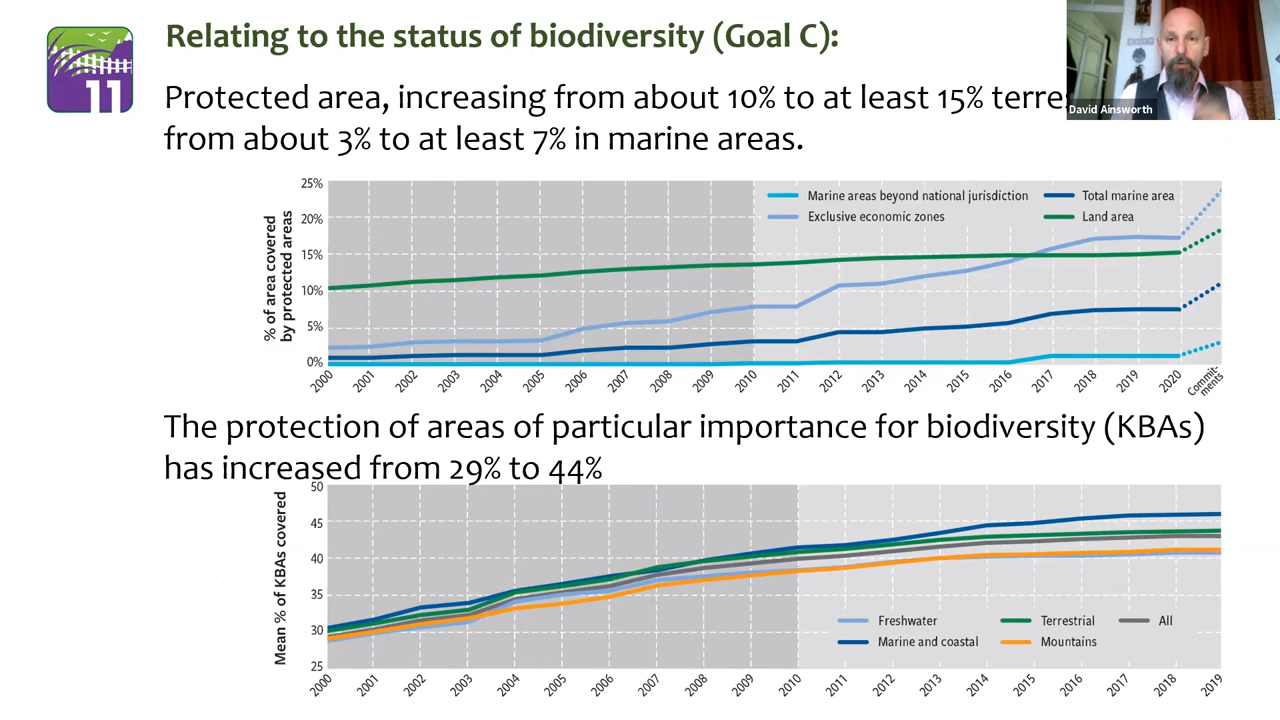 Relating to the status of biodiversity (Goal C):
11
Protected area, increasing from about 10% to at least 15%
David Ainsworth
from about 3% to at least 7% in marine areas.
% of area covered
by protected areas
25%
20%
15%
10%
5%
0%
Marine areas beyond national jurisdiction
Total marine area
Exclusive economic zones
Land area
2000 2001 2002 2003 2004 2005 2006 2007 2008 2009 2010 2011 2012 2013 2014 2015 2016 2017 2018 2019 2020 Commit-
ments
The protection of areas of particular importance for biodiversity (KBAs)
has increased from 29% to 44%
Mean % of KBAs covered
50
45
40
35
30
25
Freshwater
Terrestrial
All
Marine and coastal
Mountains
2000 2001 2002 2003 2004 2005 2006 2007 2008 2009 2010 2011 2012 2013 2014 2015 2016 2017 2018 2019